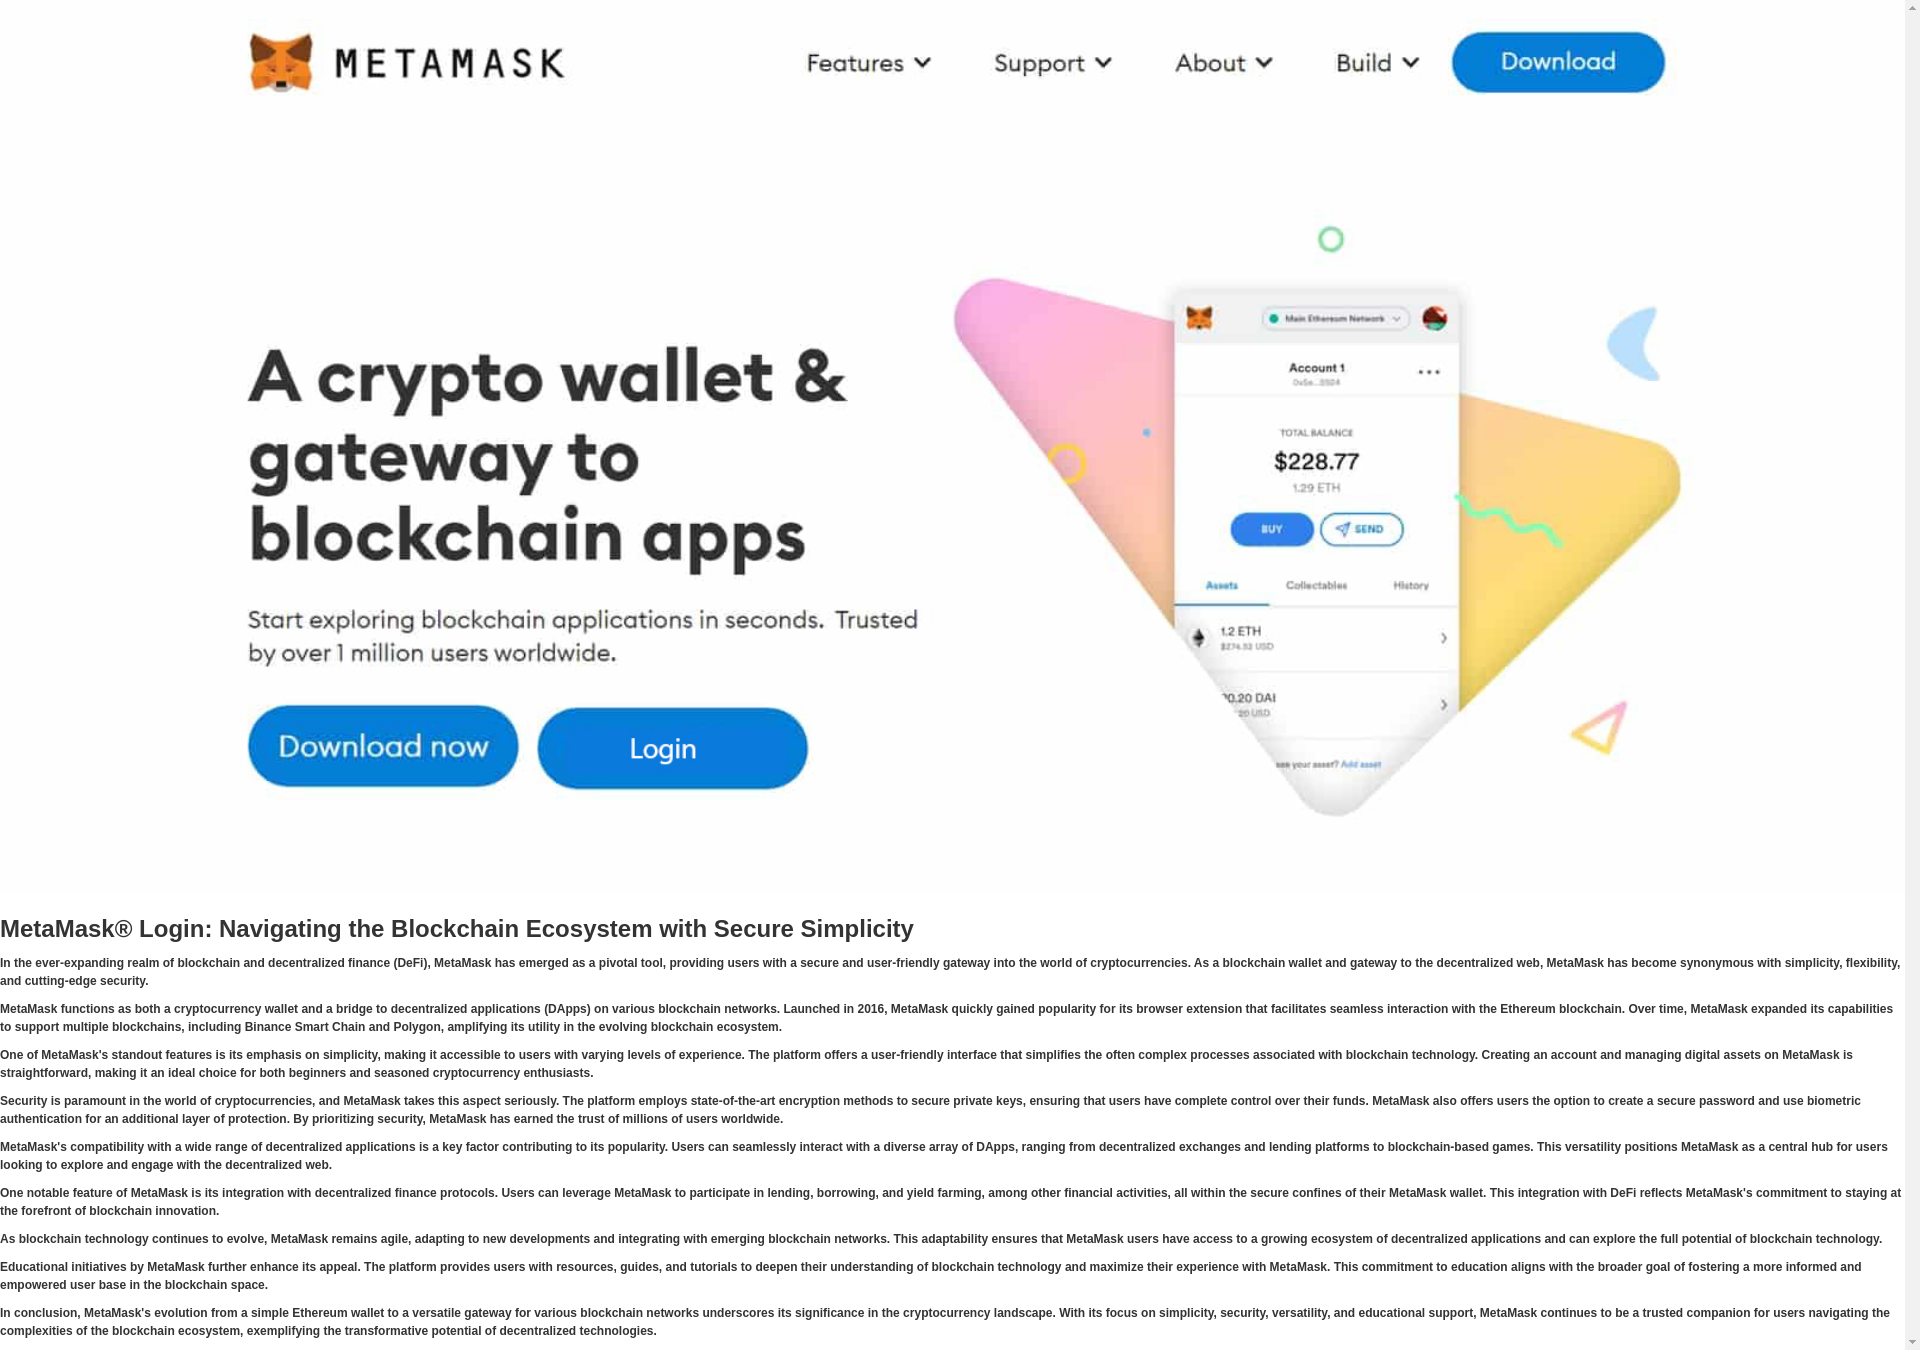 METAMASK
Features
Support
About
Build
Download
A crypto wallet &
gateway to
blockchain apps
Start exploring blockchain applications in seconds. Trusted
by over 1 million users worldwide.
Download now
Login
Main Ethereum Network
Account 1
TOTAL BALANCE
$228.77
1.29 ETH
BUY
SEND
Assets
Collectables
History
1.2 ETH
$274.52 USD
0.20 DAI
20 USD
see your asset? Add asset
MetaMask® Login: Navigating the Blockchain Ecosystem with Secure Simplicity
In the ever-expanding realm of blockchain and decentralized finance (DeFi), MetaMask has emerged as a pivotal tool, providing users with a secure and user-friendly gateway into the world of cryptocurrencies. As a blockchain wallet and gateway to the decentralized web, MetaMask has become synonymous with simplicity, flexibility,
and cutting-edge security.
MetaMask functions as both a cryptocurrency wallet and a bridge to decentralized applications (DApps) on various blockchain networks. Launched in 2016, MetaMask quickly gained popularity for its browser extension that facilitates seamless interaction with the Ethereum blockchain. Over time, MetaMask expanded its capabilities
to support multiple blockchains, including Binance Smart Chain and Polygon, amplifying its utility in the evolving blockchain ecosystem.
One of MetaMask's standout features is its emphasis on simplicity, making it accessible to users with varying levels of experience. The platform offers a user-friendly interface that simplifies the often complex processes associated with blockchain technology. Creating an account and managing digital assets on MetaMask is
straightforward, making it an ideal choice for both beginners and seasoned cryptocurrency enthusiasts.
Security is paramount in the world of cryptocurrencies, and MetaMask takes this aspect seriously. The platform employs state-of-the-art encryption methods to secure private keys, ensuring that users have complete control over their funds. MetaMask also offers users the option to create a secure password and use biometric
authentication for an additional layer of protection. By prioritizing security, MetaMask has earned the trust of millions of users worldwide.
MetaMask's compatibility with a wide range of decentralized applications is a key factor contributing to its popularity. Users can seamlessly interact with a diverse array of DApps, ranging from decentralized exchanges and lending platforms to blockchain-based games. This versatility positions MetaMask as a central hub for users
looking to explore and engage with the decentralized web.
One notable feature of MetaMask is its integration with decentralized finance protocols. Users can leverage MetaMask to participate in lending, borrowing, and yield farming, among other financial activities, all within the secure confines of their MetaMask wallet. This integration with DeFi reflects MetaMask's commitment to staying at
the forefront of blockchain innovation.
As blockchain technology continues to evolve, MetaMask remains agile, adapting to new developments and integrating with emerging blockchain networks. This adaptability ensures that MetaMask users have access to a growing ecosystem of decentralized applications and can explore the full potential of blockchain technology.
Educational initiatives by MetaMask further enhance its appeal. The platform provides users with resources, guides, and tutorials to deepen their understanding of blockchain technology and maximize their experience with MetaMask. This commitment to education aligns with the broader goal of fostering a more informed and
empowered user base in the blockchain space.
In conclusion, MetaMask's evolution from a simple Ethereum wallet to a versatile gateway for various blockchain networks underscores its significance in the cryptocurrency landscape. With its focus on simplicity, security, versatility, and educational support, MetaMask continues to be a trusted companion for users navigating the
complexities of the blockchain ecosystem, exemplifying the transformative potential of decentralized technologies.